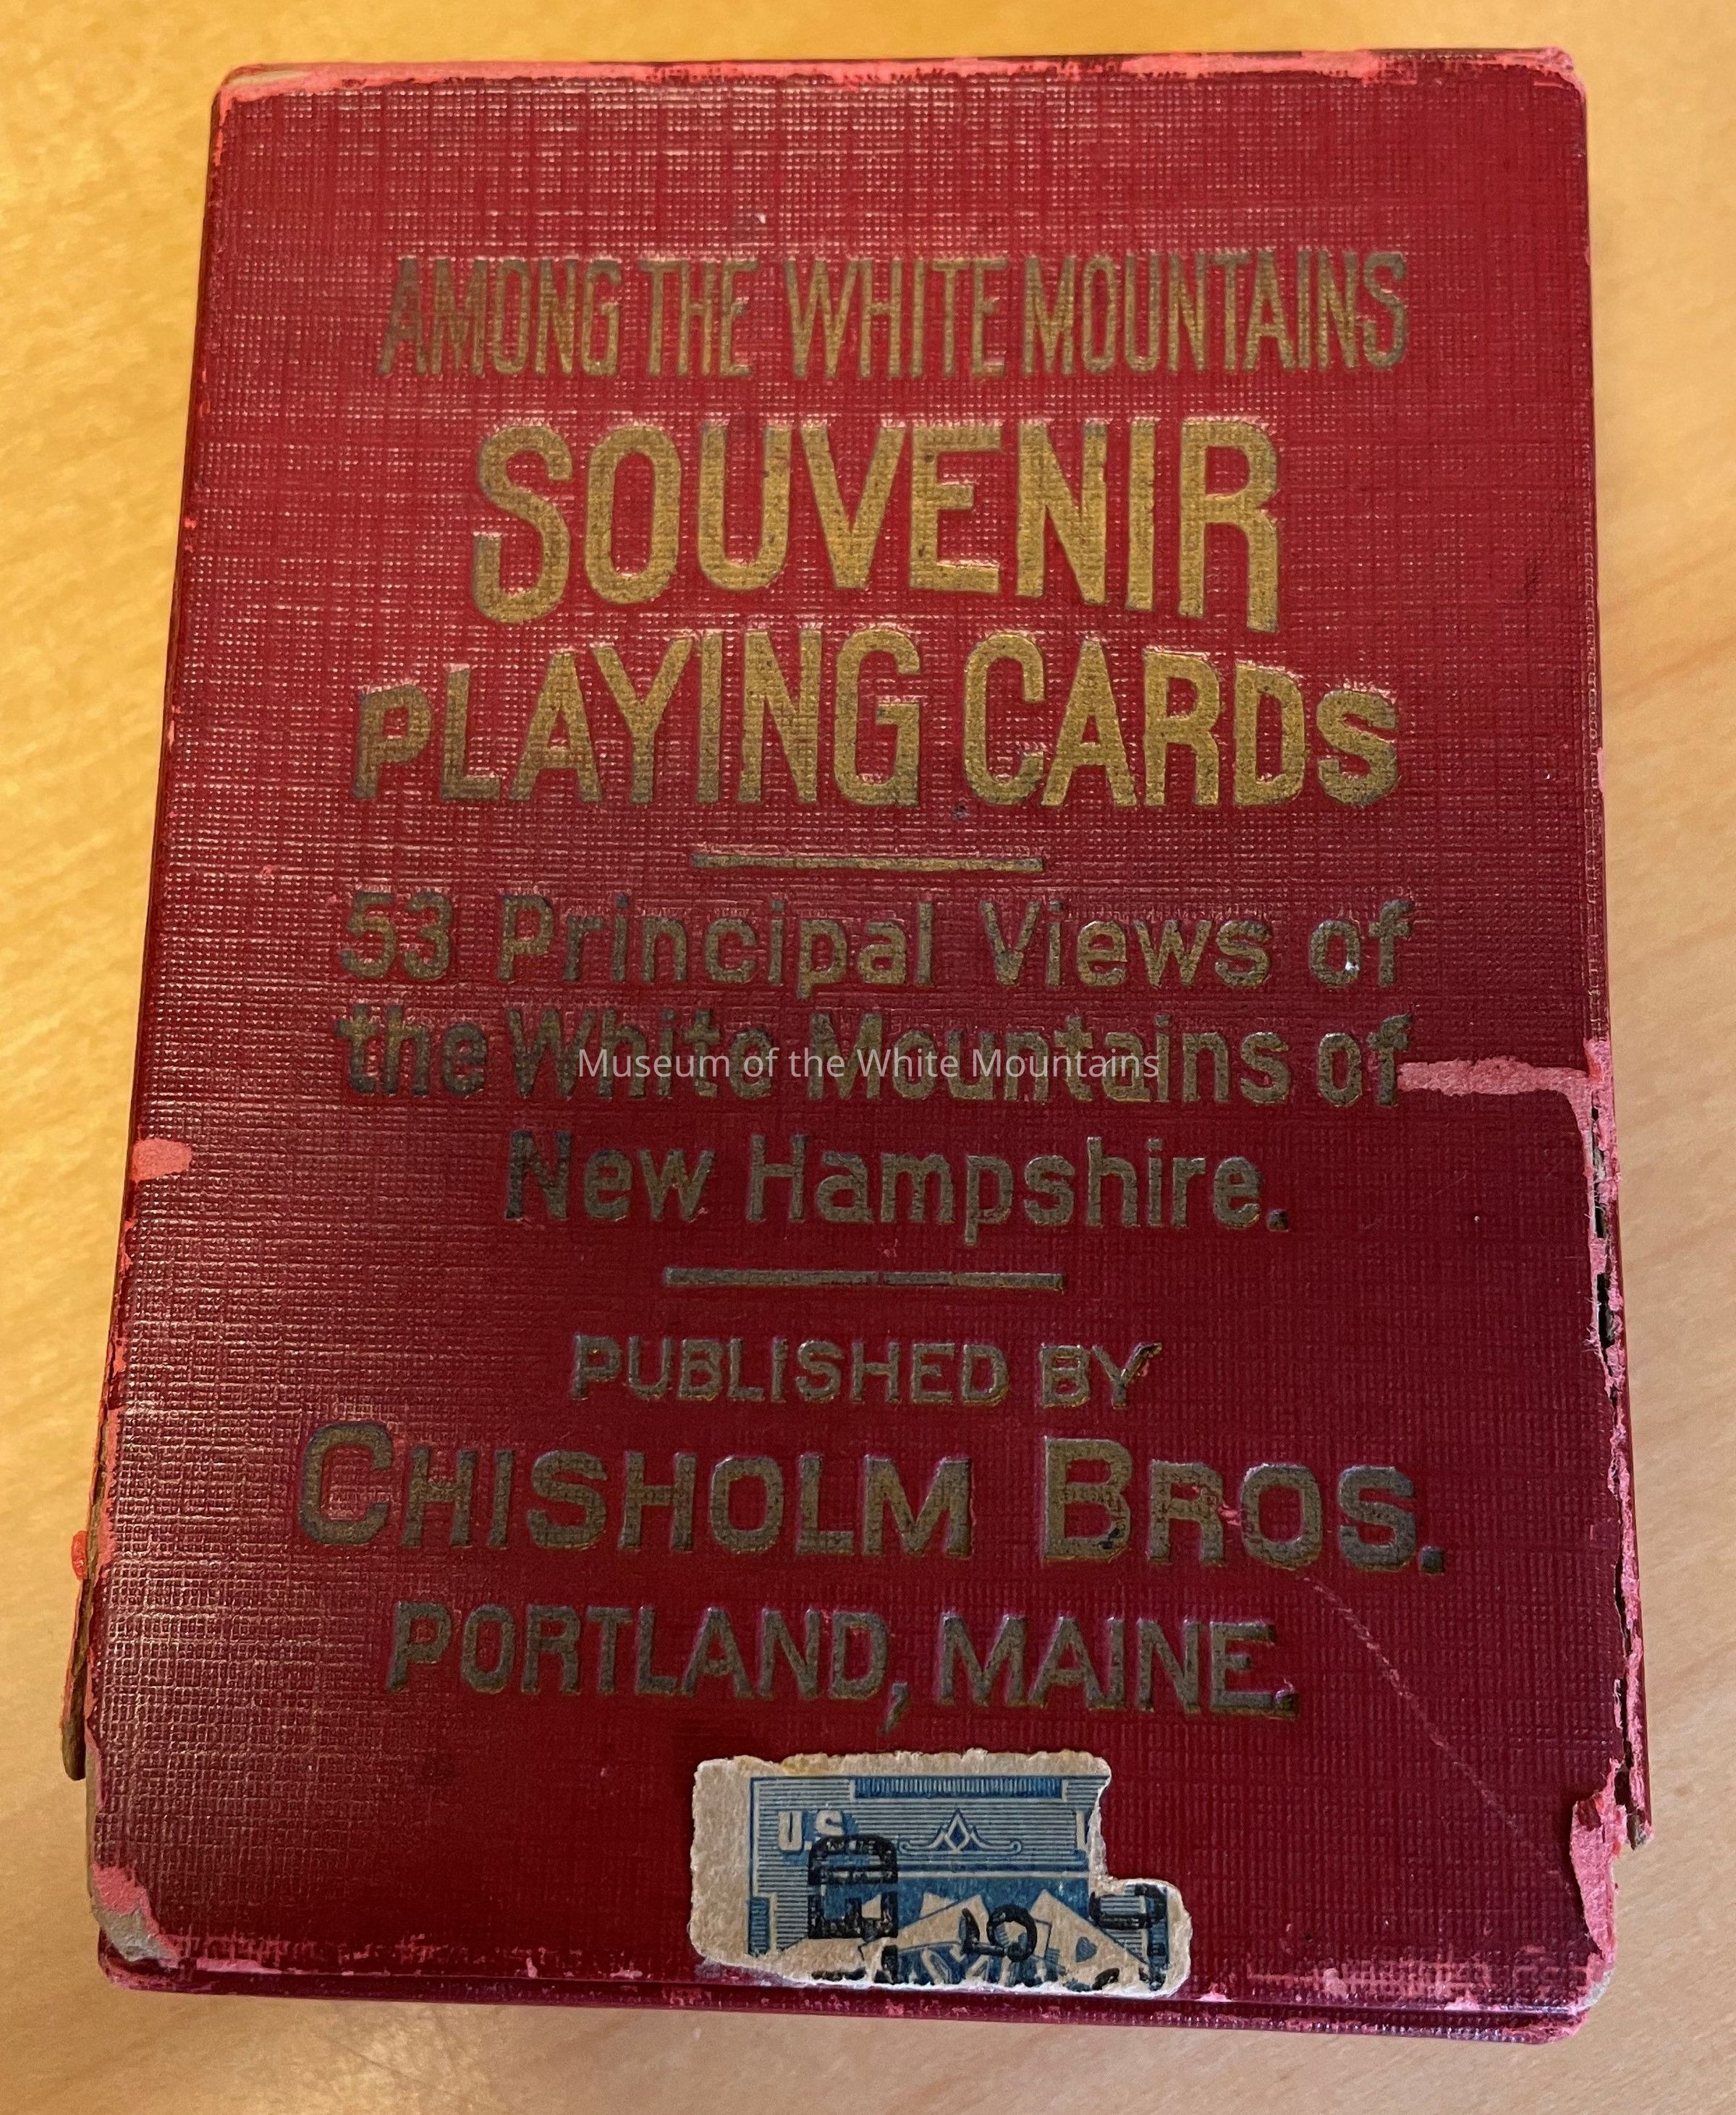 AMONG THE WHITE MOUNTAINS
SOUVENIR
PLAYING CARDS
53 Principal Views of
the White Mountains of
Museum of the White Mountains
New Hampshire.
PUBLISHED BY
CHISHOLM BROS.
PORTLAND, MAINE.
U.S.